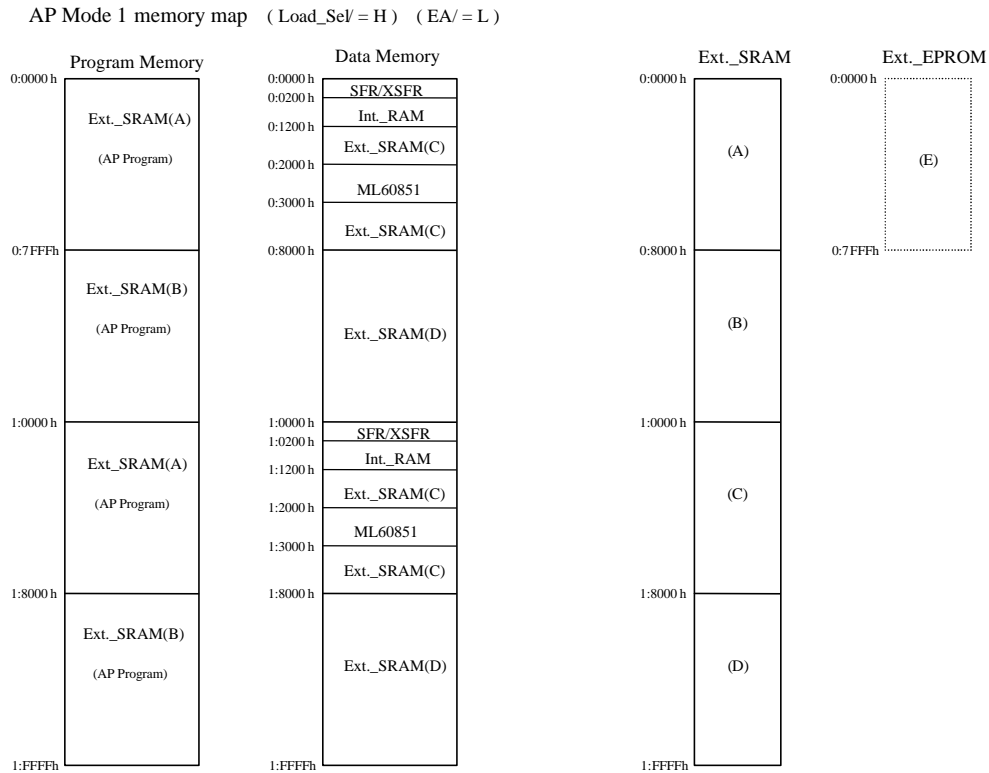 AP Mode 1 memory map ( Load_Sel/ = H ) ( EA/ = L )
Program Memory
0:0000 h
Ext._SRAM(A)
(AP Program)
0:7FFFh
Ext._SRAM(B)
(AP Program)
1:0000 h
Ext_SRAM(A)
(AP Program)
1:8000 h
Ext._SRAM(B)
(AP Program)
1:FFFFh
Data Memory
0:0000 h
SFR/XSFR
0:0200 h
Int._RAM
0:1200 h
Ext._SRAM(C)
0:2000 h
ML60851
0:3000 h
Ext._SRAM(C)
0:8000 h
Ext._SRAM(D)
1:0000 h
SFR/XSFR
1:0200 h
Int._RAM
1:1200 h
Ext._SRAM(C)
1:2000 h
ML60851
1:3000 h
Ext._SRAM(C)
1:8000 h
Ext._SRAM(D)
1:FFFFh
Ext._SRAM
0:0000 h
(A)
0:8000 h
(B)
1:0000 h
(C)
1:8000 h
(D)
1:FFFFh
Ext._EPROM
0:0000 h
(E)
0:7FFFh